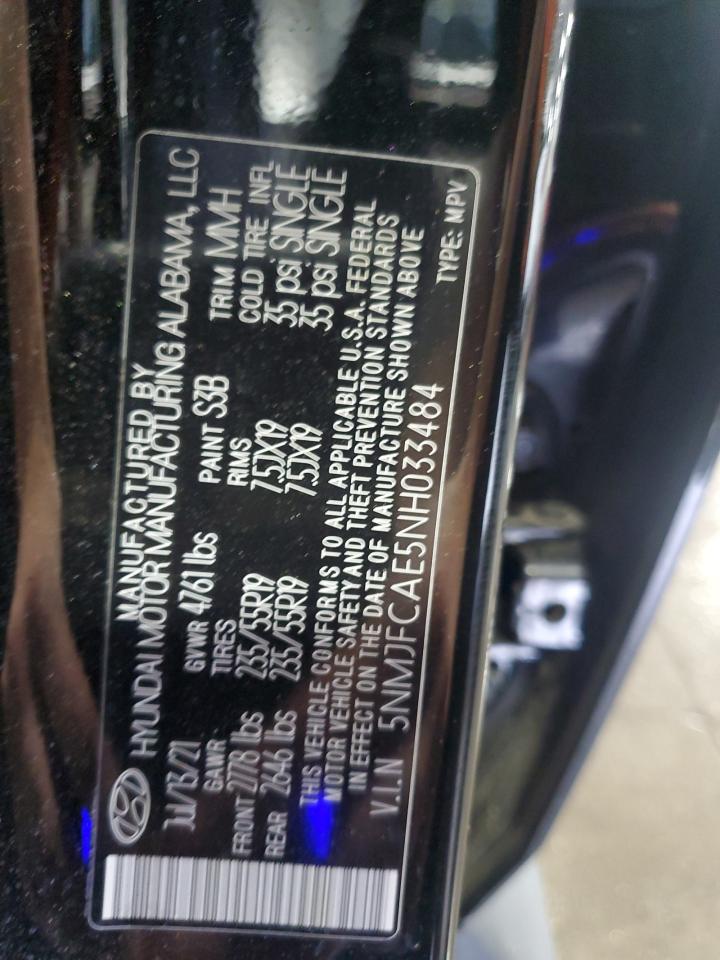 MANUFACTURED BY
HYUNDAI MOTOR MANUFACTURING ALABAMA, LLC
Jul/13/21 GVWR 4761 lbs PAINT S3B TRIM MMH
GAWR TIRES RIMS COLD TIRE INFL
FRONT 2778 lbs 235/55R19 7.5JX19 35 psi SINGLE
REAR 2646 lbs 235/55R19 7.5JX19 35 psi SINGLE
THIS VEHICLE CONFORMS TO ALL APPLICABLE U.S.A. FEDERAL
MOTOR VEHICLE SAFETY AND THEFT PREVENTION STANDARDS
IN EFFECT ON THE DATE OF MANUFACTURE SHOWN ABOVE
V.I.N 5NMJFCAE5NH033484 TYPE: MPV